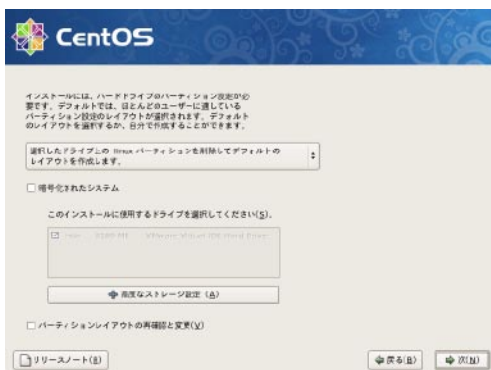 CentOS
インストールには、ハードドライブのパーティション設定が必
要です。デフォルトでは、ほとんどのユーザーに適している
パーティション設定のレイアウトが選択されます。デフォルト
のレイアウトを選択するか、自分で作成することができます。
選択したドライブ上の linux パーティションを削除してデフォルトの
レイアウトを作成します。
暗号化されたシステム
このインストールに使用するドライブを選択してください(S)。
VMware Virtual IDE Hard Drive
高度なストレージ設定 (A)
パーティションレイアウトの再確認と変更(V)
リリースノート(R)
戻る(B)
次(N)